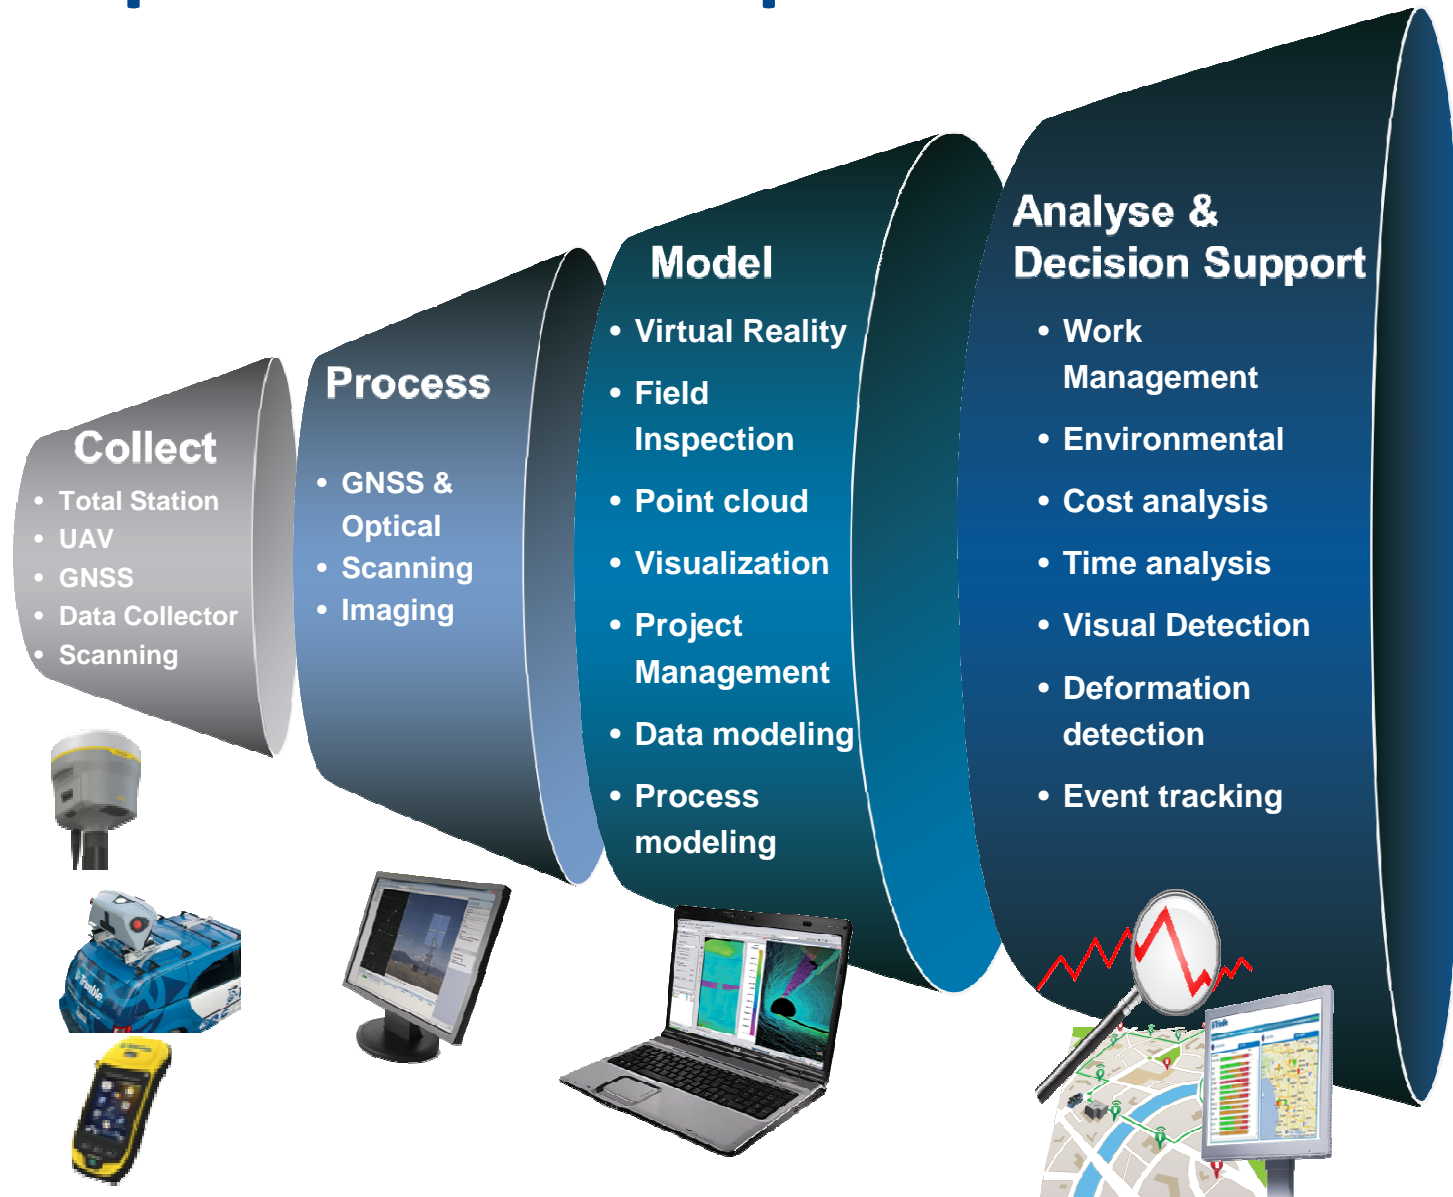 Collect
• Total Station
• UAV
• GNSS
• Data Collector
• Scanning
Process
• GNSS &
Optical
• Scanning
• Imaging
Model
• Virtual Reality
• Field
Inspection
• Point cloud
• Visualization
• Project
Management
• Data modeling
• Process
modeling
Analyse &
Decision Support
• Work
Management
• Environmental
• Cost analysis
• Time analysis
• Visual Detection
• Deformation
detection
• Event tracking
Trimble